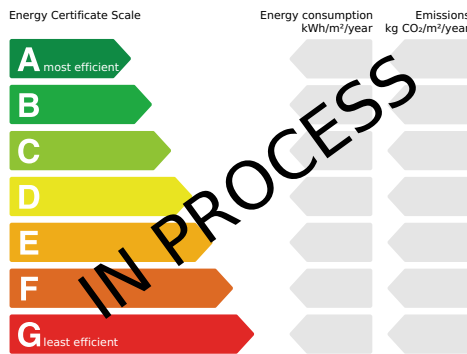 Energy Certificate Scale
Energy consumption
kWh/m²/year
Emissions
kg CO₂/m²/year
A most efficient
B
C
D
E
F
G least efficient
IN PROCESS